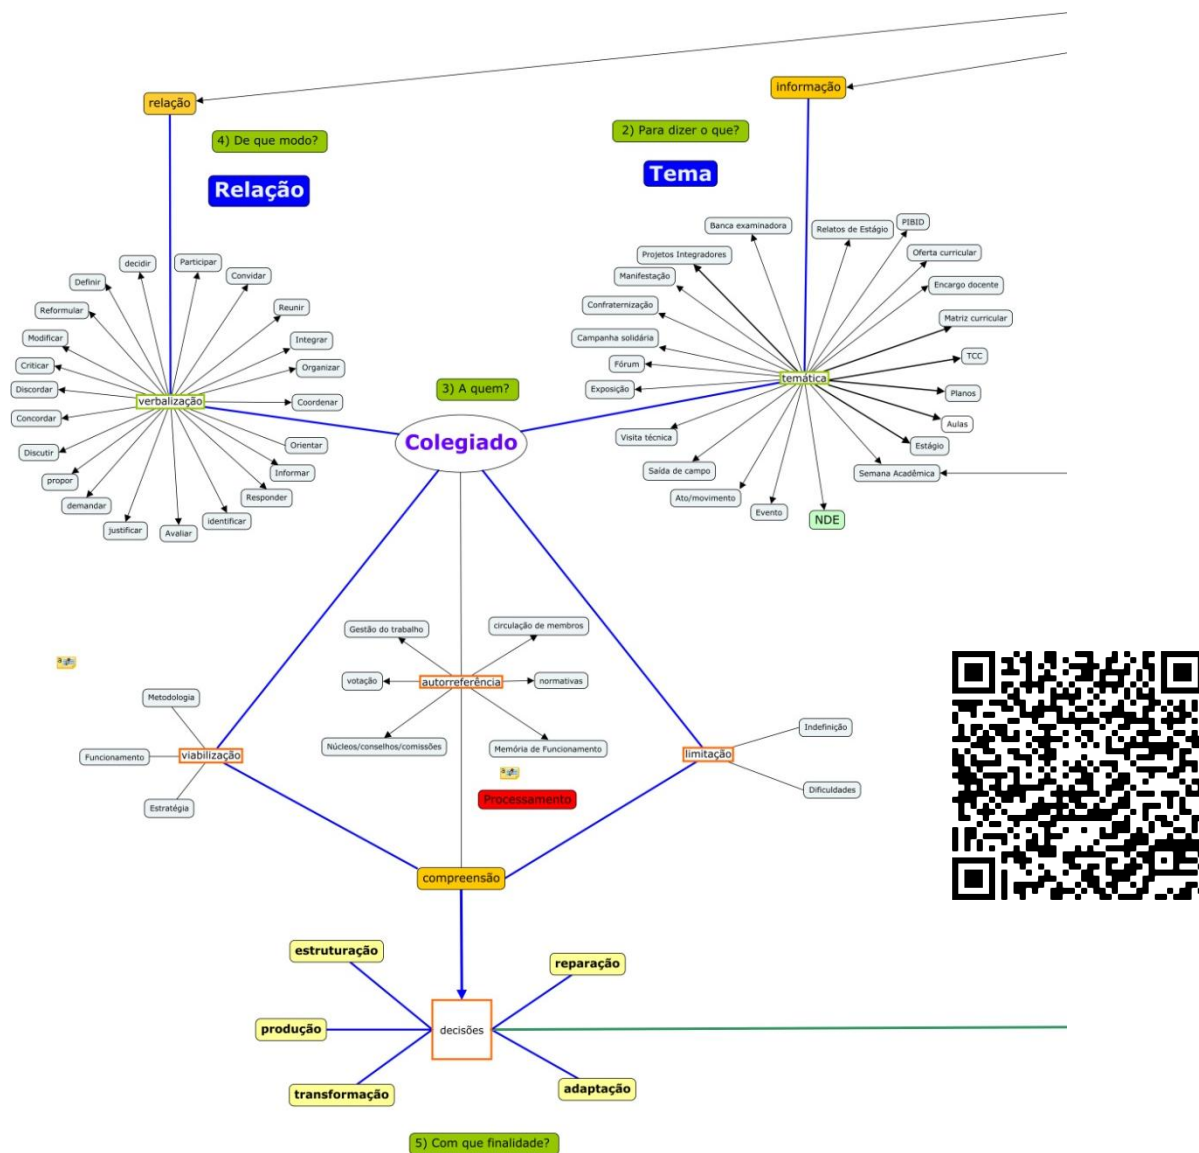 relação
informação
4) De que modo?
2) Para dizer o que?
Relação
Tema
decidir
Participar
Convidar
Definir
Reformular
Reunir
Modificar
Integrar
Criticar
Organizar
Discordar
verbalização
Coordenar
Concordar
Orientar
Discutir
Informar
propor
Responder
demandar
identificar
justificar
Avaliar
Banca examinadora
Relatos de Estágio
PIBID
Projetos Integradores
Oferta curricular
Manifestação
Encargo docente
Confraternização
Matriz curricular
Campanha solidária
TCC
Fórum
temática
Exposição
Planos
Aulas
Visita técnica
Estágio
Saída de campo
Semana Acadêmica
Ato/movimento
Evento
NDE
3) A quem?
Colegiado
Gestão do trabalho
circulação de membros
votação
autorreferência
normativas
Núcleos/conselhos/comissões
Memória de Funcionamento
Processamento
Metodologia
Funcionamento
viabilização
Estratégia
Indefinição
limitação
Dificuldades
compreensão
estruturação
reparação
produção
decisões
transformação
adaptação
5) Com que finalidade?